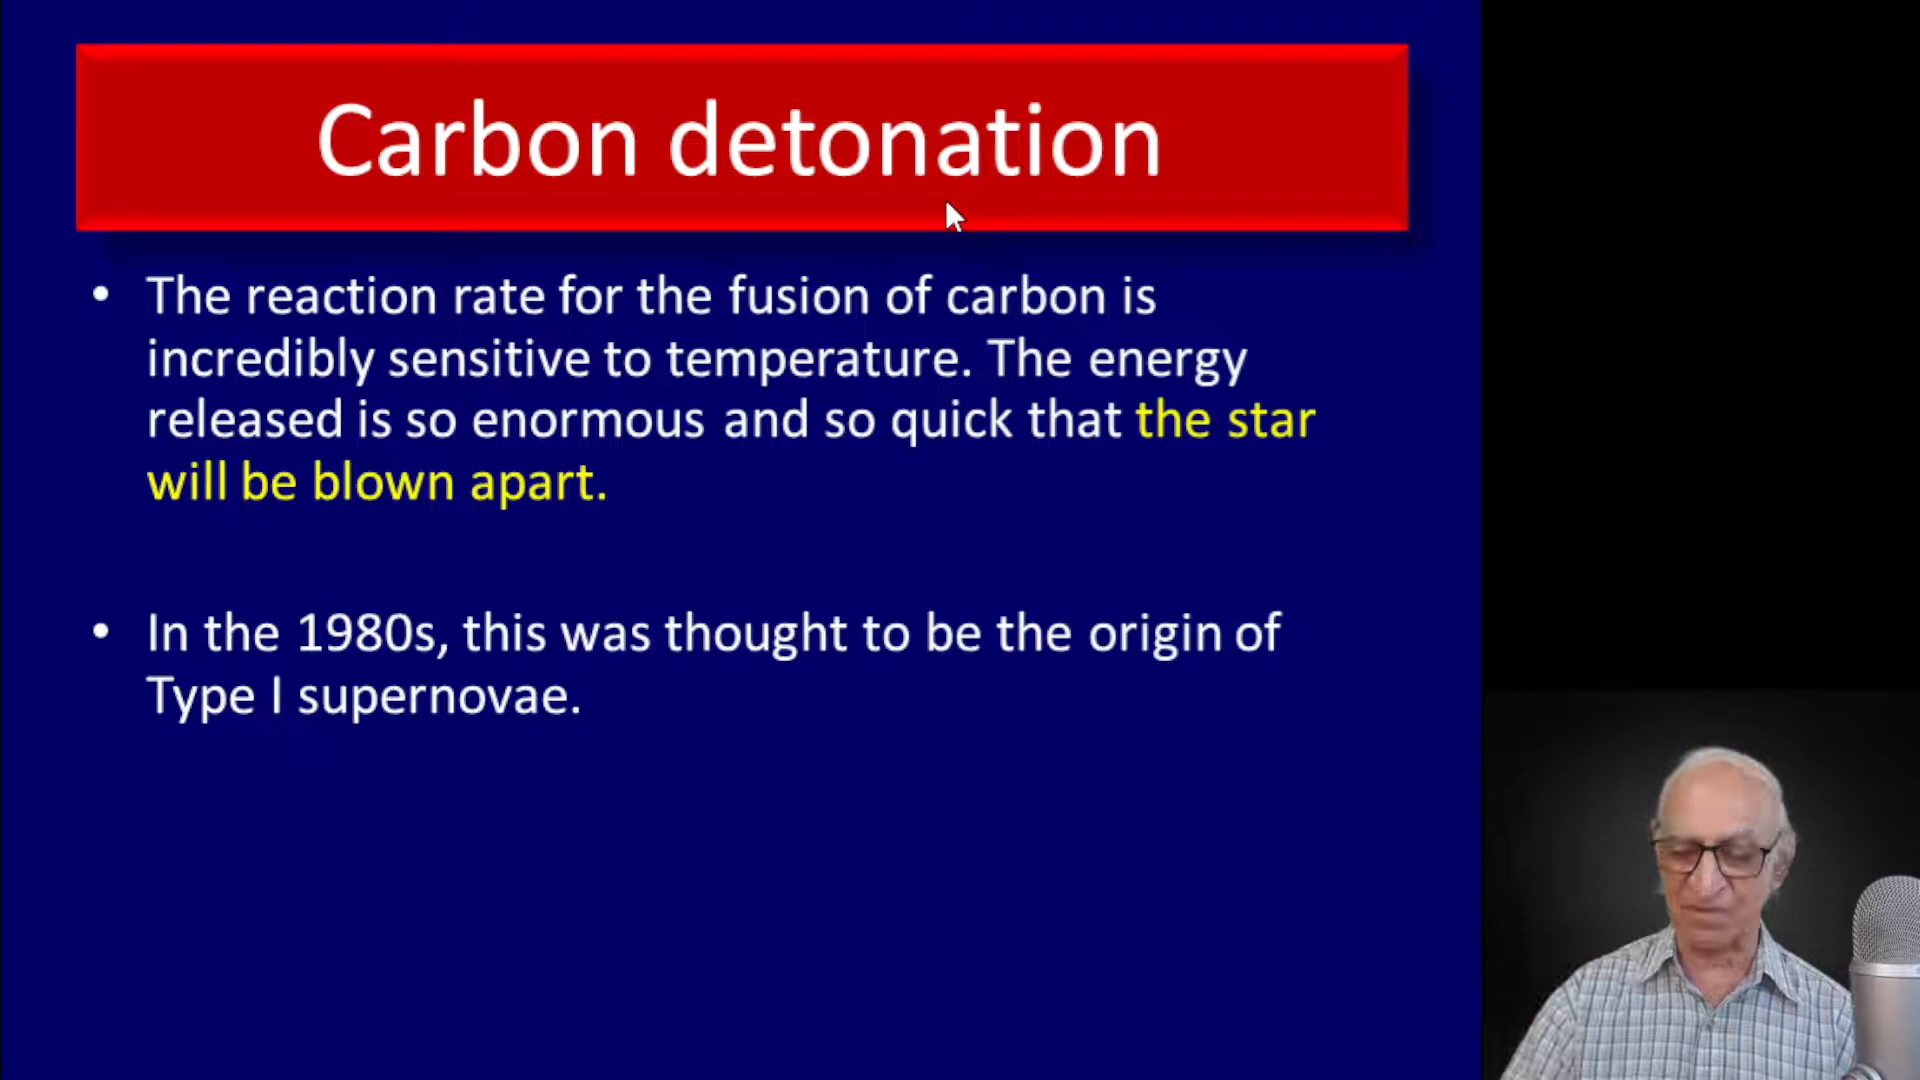 Carbon detonation
• The reaction rate for the fusion of carbon is
incredibly sensitive to temperature. The energy
released is so enormous and so quick that the star
will be blown apart.
• In the 1980s, this was thought to be the origin of
Type I supernovae.